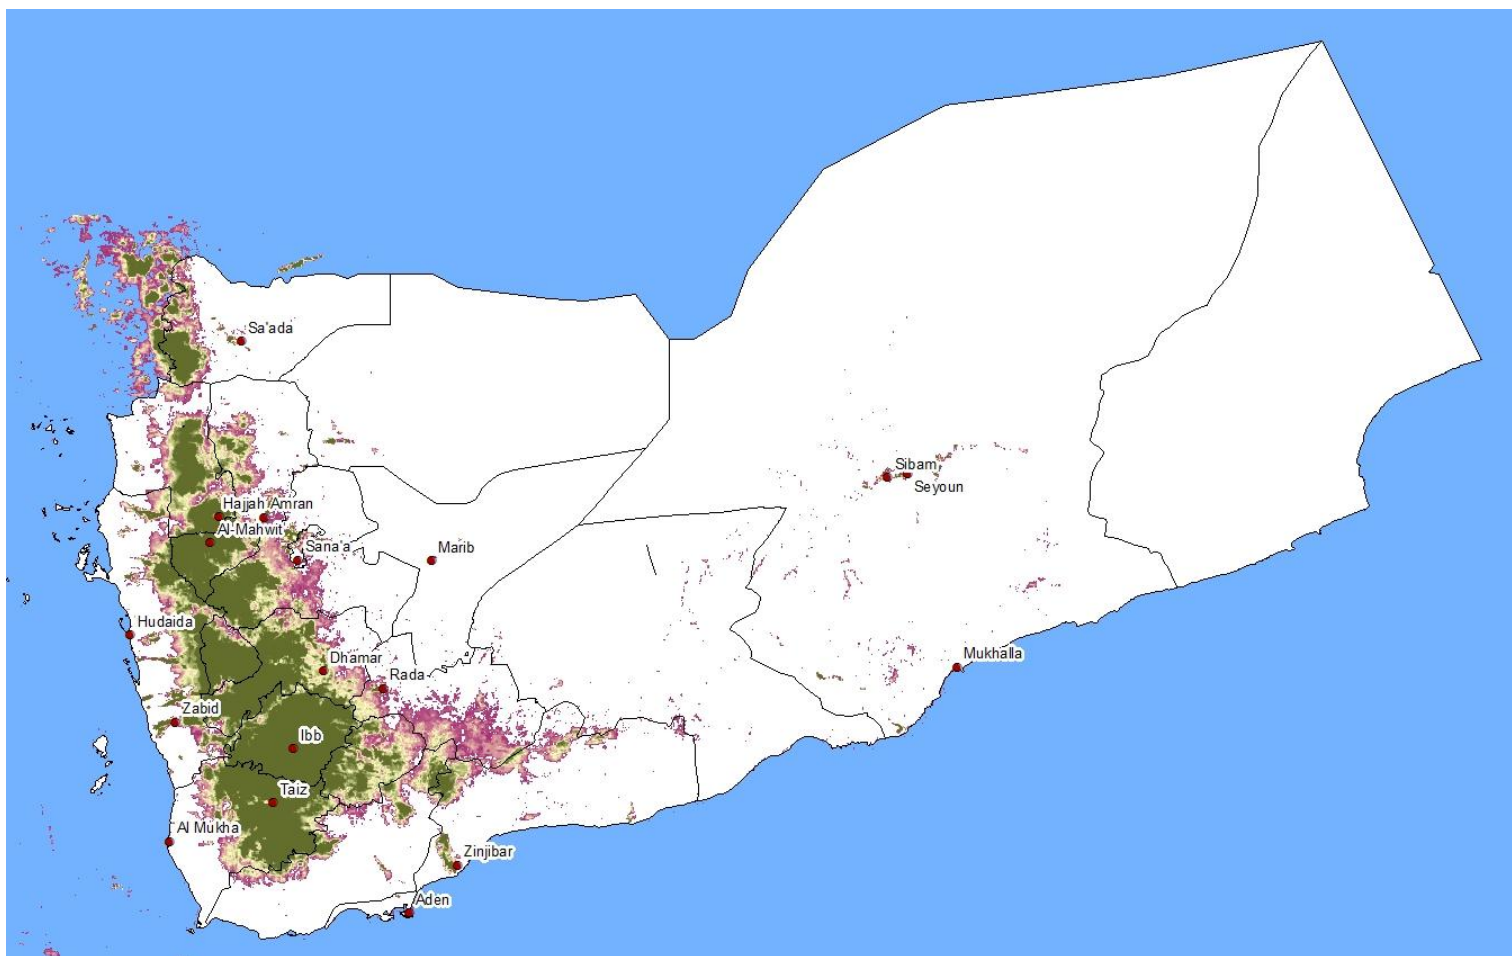 Sa'ada
Sibam
Seyoun
Hajjah Amran
Al-Mahwit
Sana'a
Marib
Hudaida
Dhamar
Mukhalla
Rada
Zabid
Ibb
Taiz
Al Mukha
Zinjibar
Aden